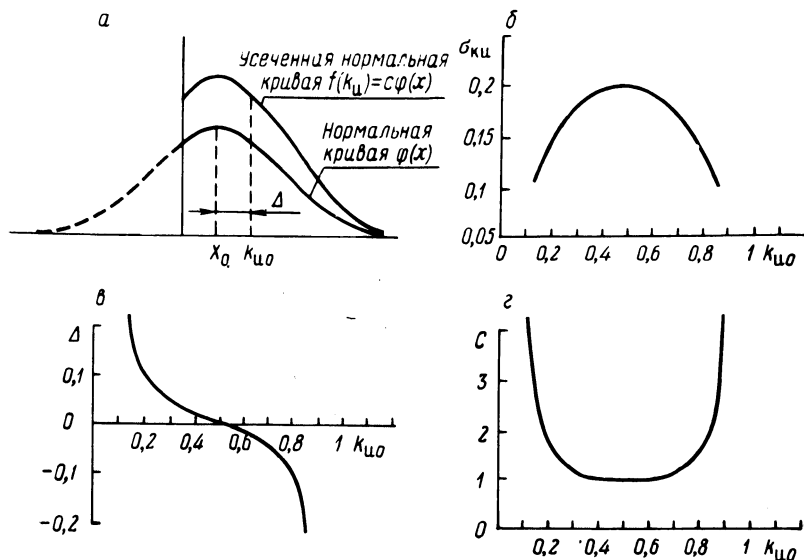 а
Усеченная нормальная
кривая f(kц)=cφ(x)
Нормальная
кривая φ(x)
Δ
x₀ kц0
б
σкц
0,2
0,15
0,1
0,05
0 0,2 0,4 0,6 0,8 1 kц0
в
Δ
0,1
0
-0,1
-0,2
0,2 0,4 0,6 0,8 1 kц0
г
C
3
2
1
0
0,2 0,4 0,6 0,8 1 kц0